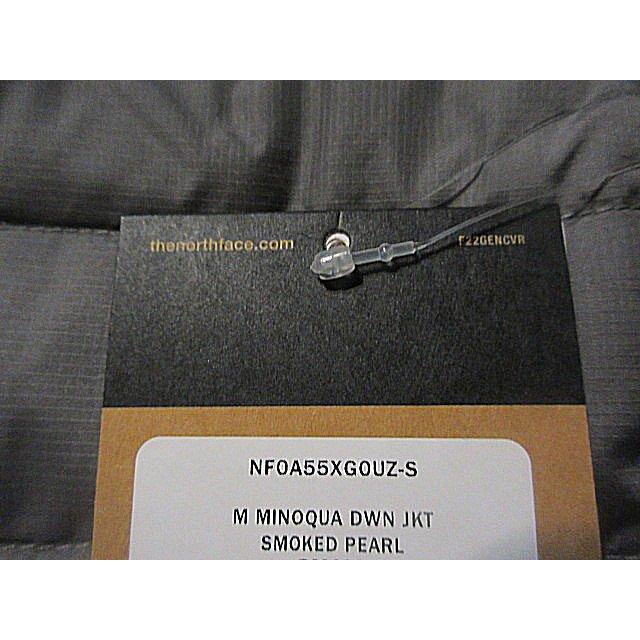 thenorthface.com
F22GENCVR
NF0A55XG0UZ-S
M MINOQUA DWN JKT
SMOKED PEARL